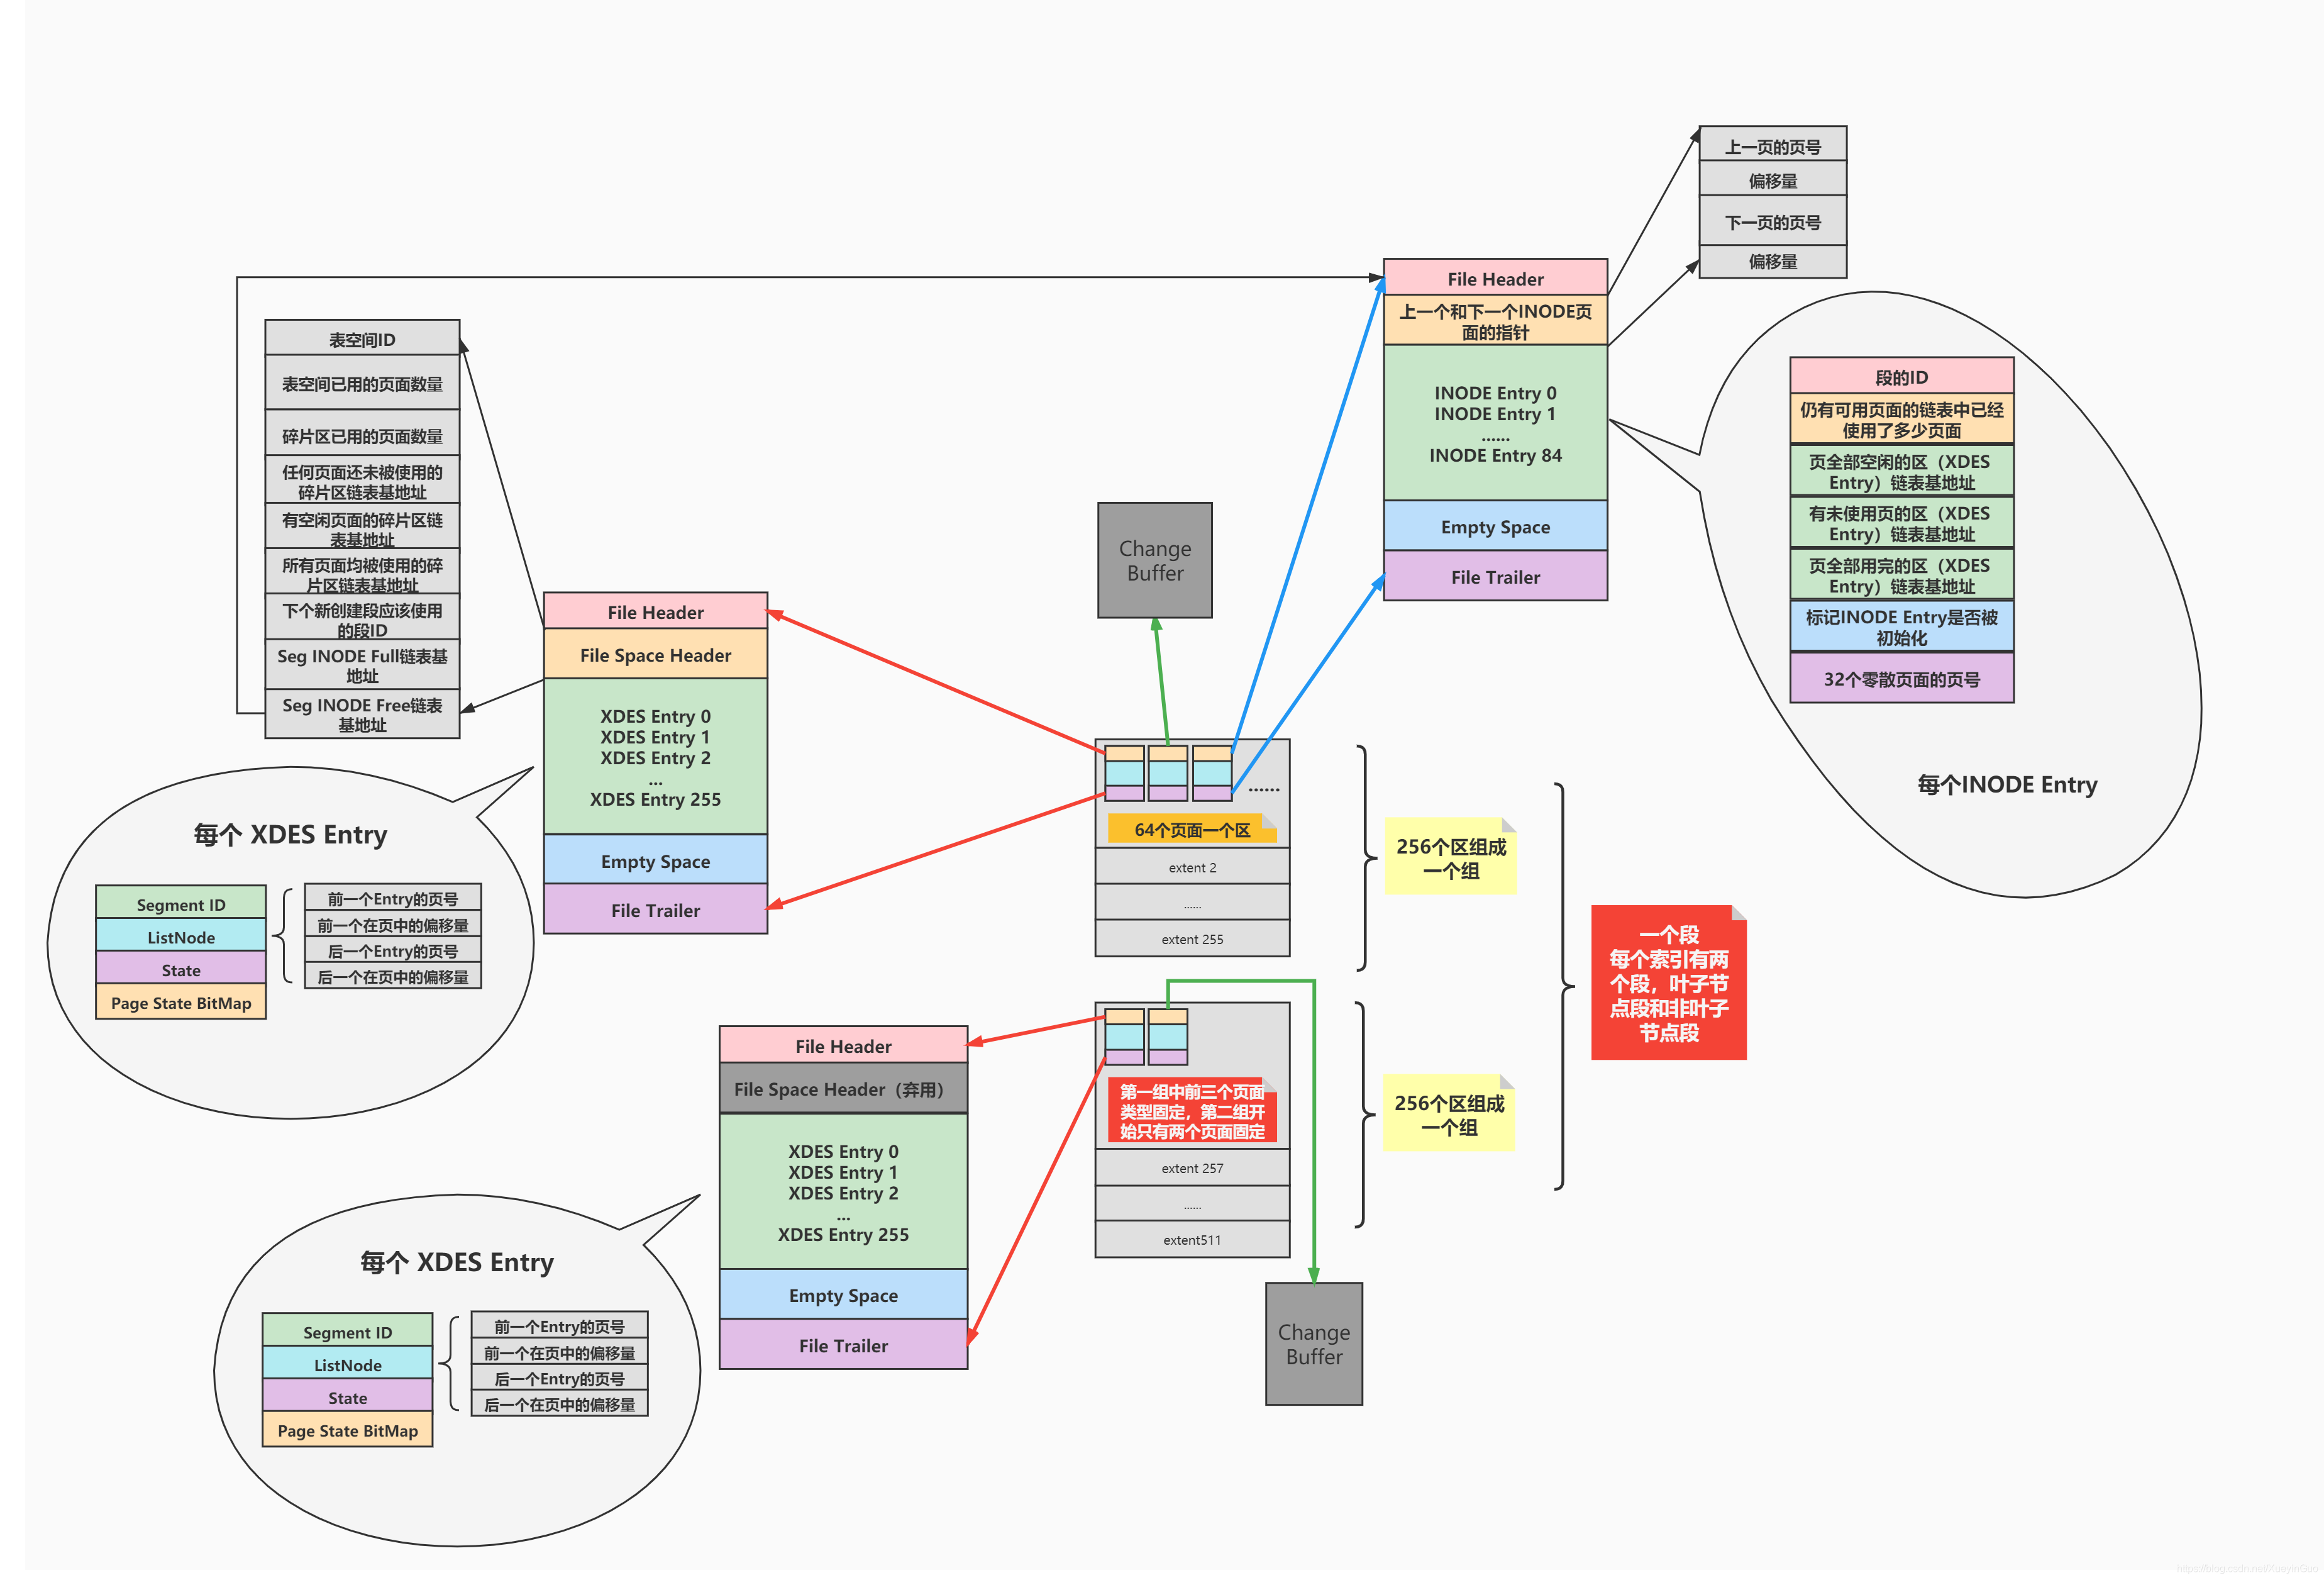 上一页的页号
偏移量
下一页的页号
偏移量
File Header
上一个和下一个INODE页
面的指针
INODE Entry 0
INODE Entry 1
......
INODE Entry 84
Empty Space
File Trailer
段的ID
仍有可用页面的链表中已经
使用了多少页面
页全部空闲的区（XDES
Entry）链表基地址
有未使用页的区（XDES
Entry）链表基地址
页全部用完的区（XDES
Entry）链表基地址
标记INODE Entry是否被
初始化
32个零散页面的页号
每个INODE Entry
表空间ID
表空间已用的页面数量
碎片区已用的页面数量
任何页面还未被使用的
碎片区链表基地址
有空闲页面的碎片区链
表基地址
所有页面均被使用的碎
片区链表基地址
下个新创建段应该使用
的段ID
Seg INODE Full链表基
地址
Seg INODE Free链表
基地址
File Header
File Space Header
XDES Entry 0
XDES Entry 1
XDES Entry 2
...
XDES Entry 255
Empty Space
File Trailer
Change
Buffer
......
64个页面一个区
extent 2
......
extent 255
256个区组成
一个组
一个段
每个索引有两
个段，叶子节
点段和非叶子
节点段
每个 XDES Entry
Segment ID
ListNode
State
Page State BitMap
前一个Entry的页号
前一个在页中的偏移量
后一个Entry的页号
后一个在页中的偏移量
File Header
File Space Header（弃用）
XDES Entry 0
XDES Entry 1
XDES Entry 2
...
XDES Entry 255
Empty Space
File Trailer
第一组中前三个页面
类型固定，第二组开
始只有两个页面固定
extent 257
......
extent511
256个区组成
一个组
Change
Buffer
每个 XDES Entry
Segment ID
ListNode
State
Page State BitMap
前一个Entry的页号
前一个在页中的偏移量
后一个Entry的页号
后一个在页中的偏移量